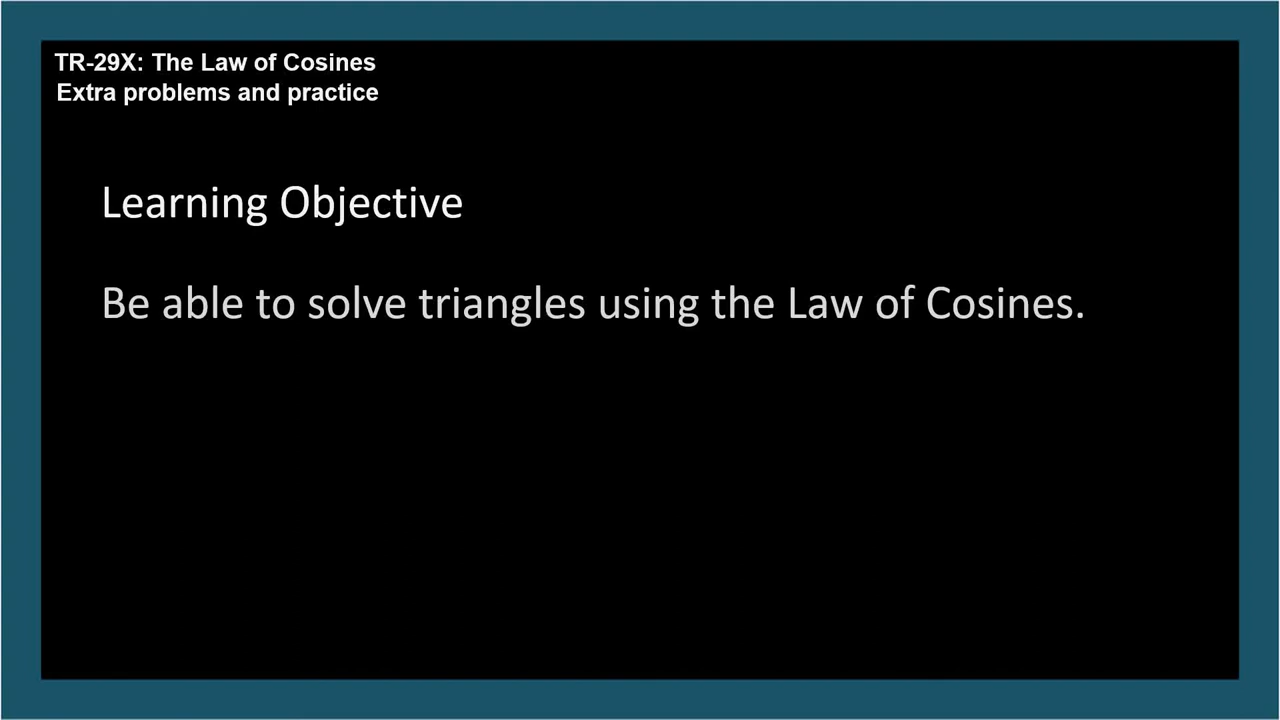 TR-29X: The Law of Cosines
Extra problems and practice
Learning Objective
Be able to solve triangles using the Law of Cosines.